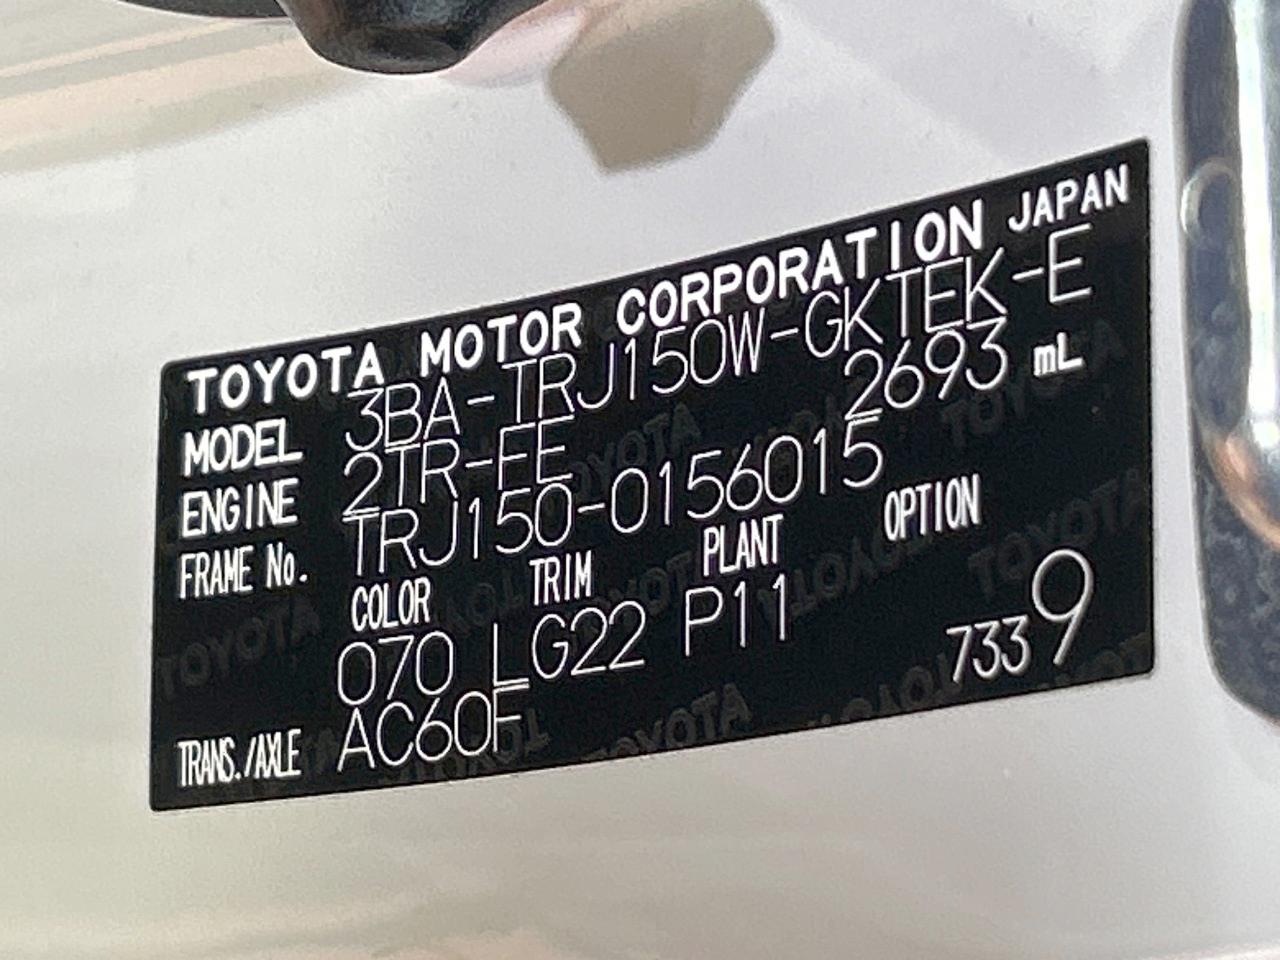 TOYOTA MOTOR CORPORATION JAPAN
MODEL 3BA-TRJ150W-GKTEK-E
ENGINE 2TR-FE 2693 mL
FRAME No. TRJ150-0156015
COLOR TRIM PLANT OPTION
070 LG22 P11
TRANS./AXLE AC60F 7339